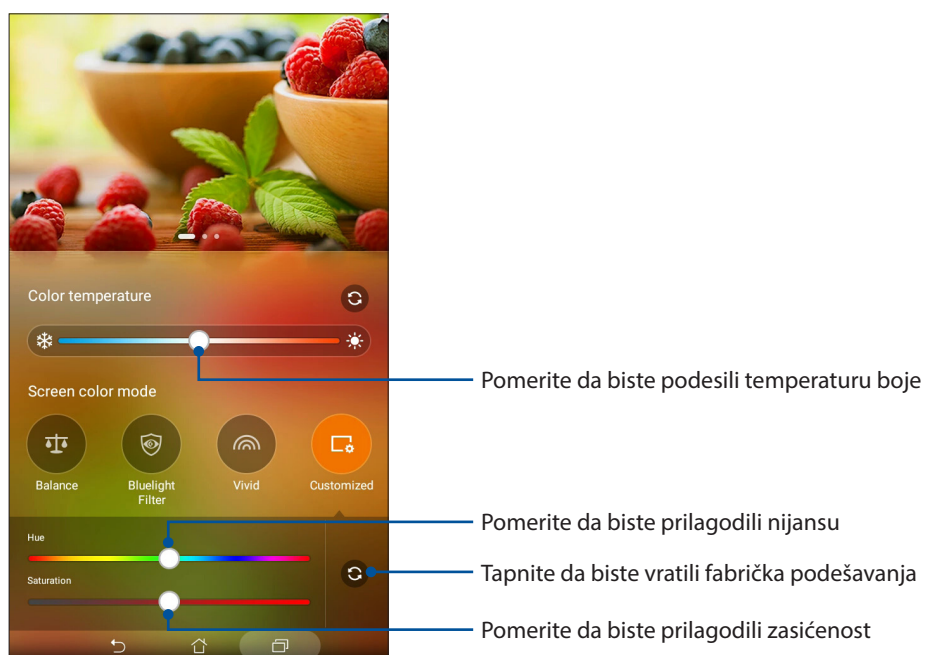 Color temperature
Pomerite da biste podesili temperaturu boje
Screen color mode
Balance
Bluelight
Filter
Vivid
Customized
Pomerite da biste prilagodili nijansu
Hue
Tapnite da biste vratili fabrička podešavanja
Saturation
Pomerite da biste prilagodili zasićenost